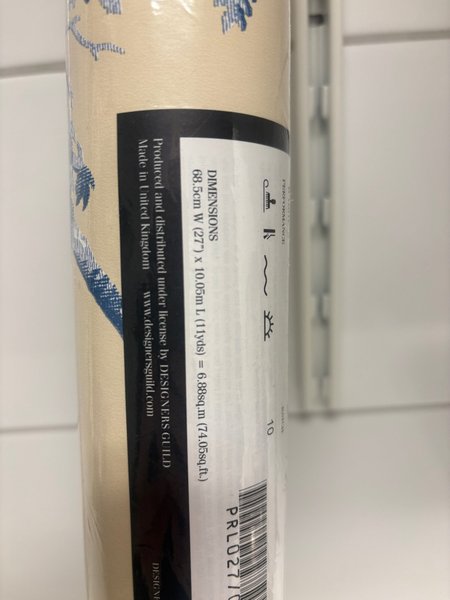 PERFORMANCE
10
PRL027/0
DIMENSIONS
68.5cm W (27") x 10.05m L (11yds) = 6.88sq.m (74.05sq.ft.)
Produced and distributed under license by DESIGNERS GUILD
Made in United Kingdom www.designersguild.com